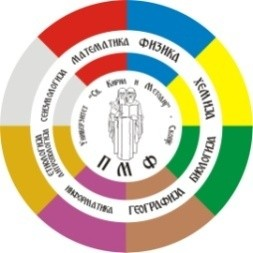 МАТЕМАТИКА
ФИЗИКА
ХЕМИЈА
БИОЛОГИЈА
ГЕОГРАФИЈА
ИНФОРМАТИКА
СЕИЗМОЛОГИЈА
Универзитет "Св. Кирил и Методиј" - Скопје
ПМФ